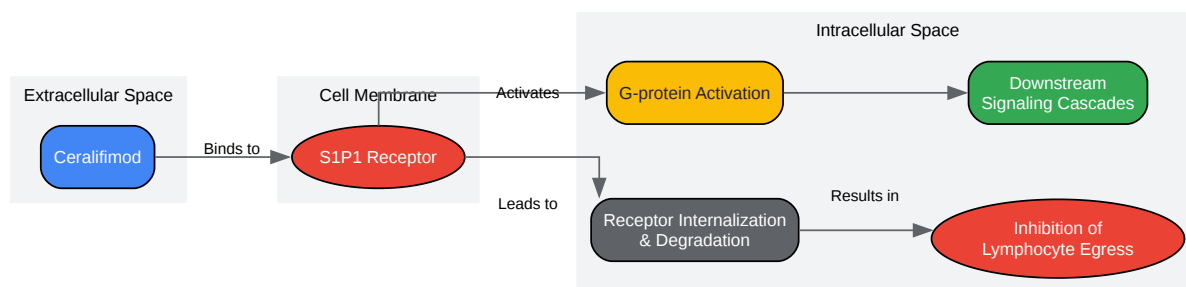 Intracellular Space
Extracellular Space
Cell Membrane
Ceralifimod
Binds to
S1P1 Receptor
Activates
G-protein Activation
Downstream
Signaling Cascades
Leads to
Receptor Internalization
& Degradation
Results in
Inhibition of
Lymphocyte Egress